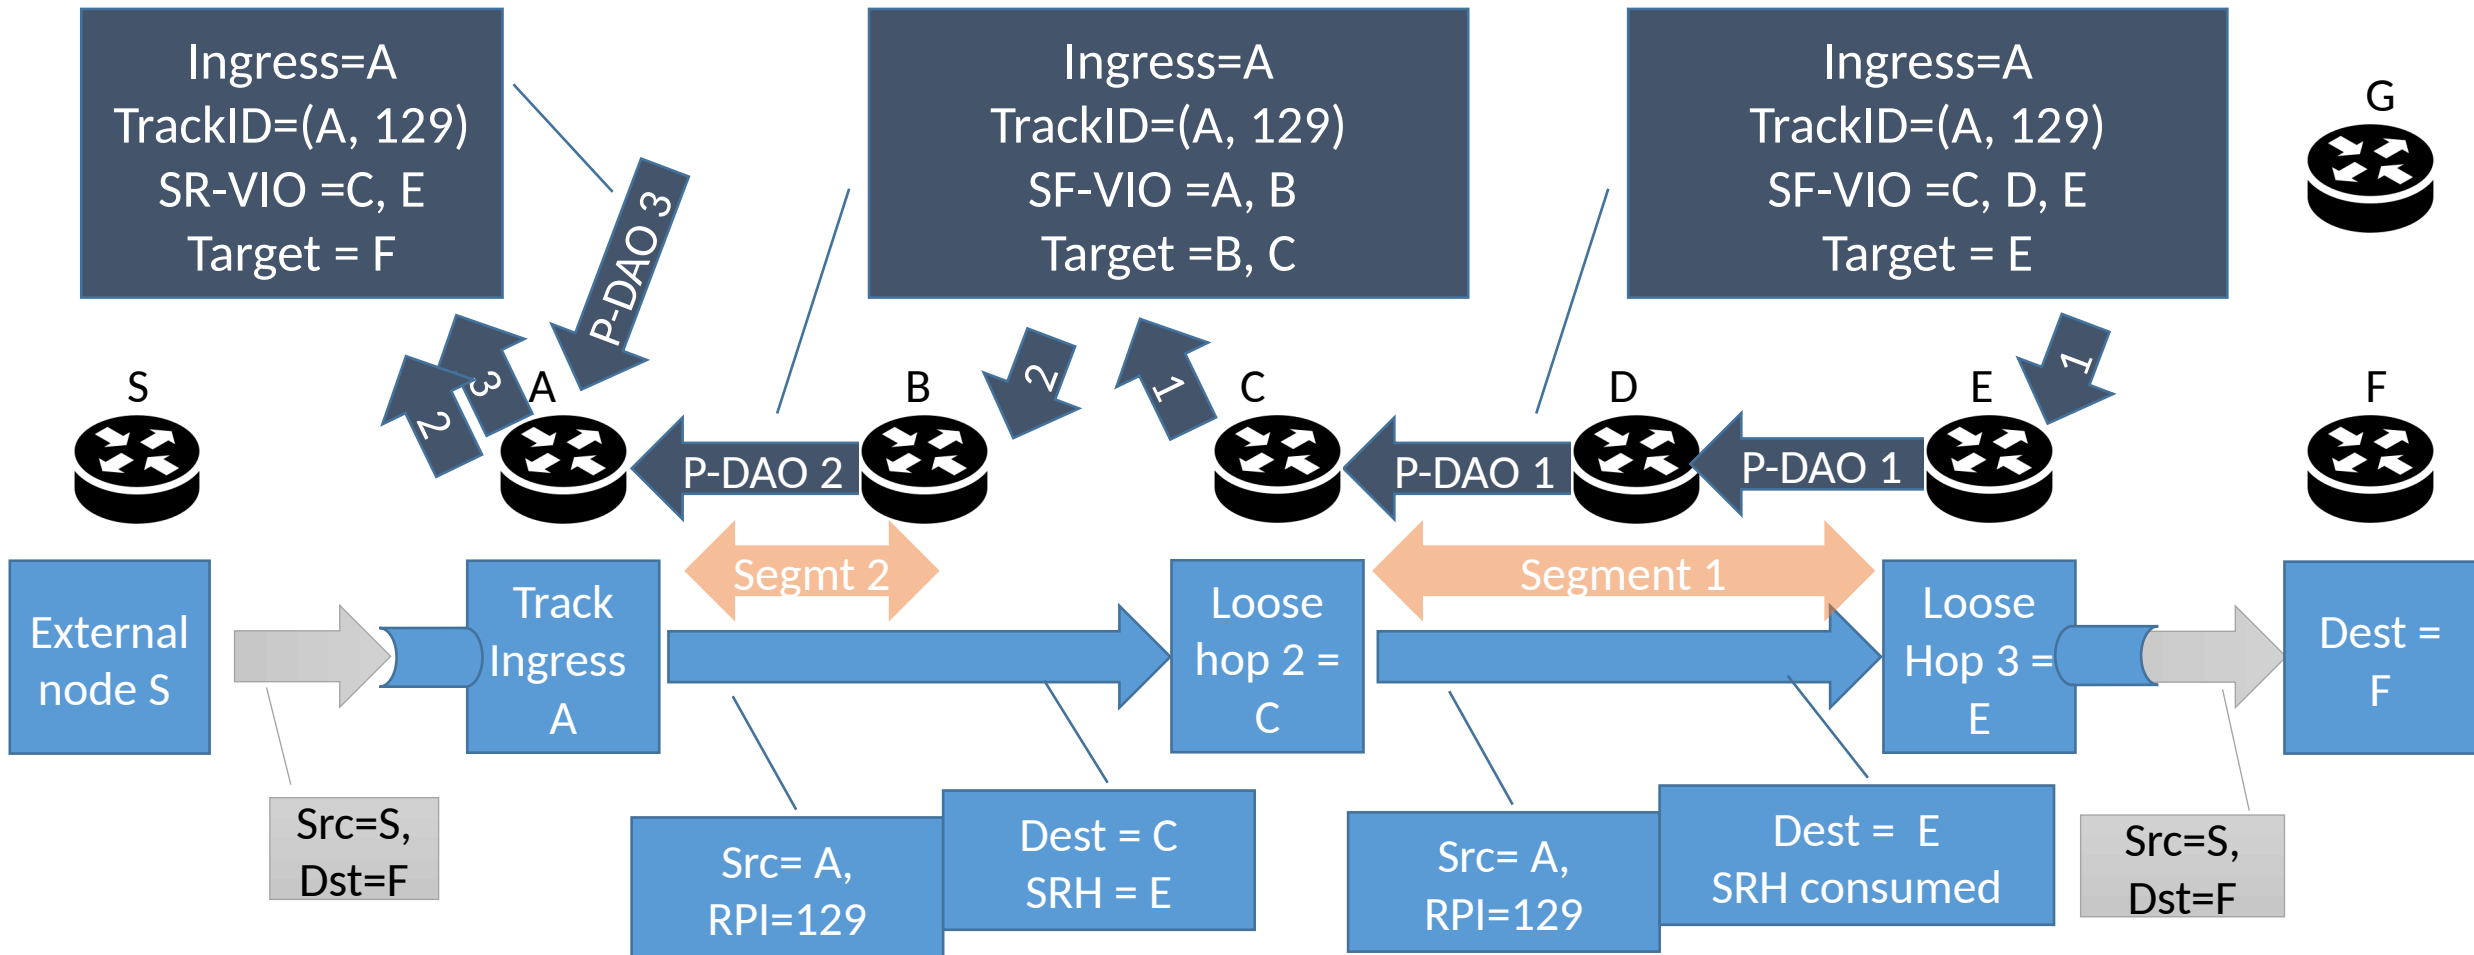 Ingress=A
TrackID=(A, 129)
SR-VIO =C, E
Target = F
Ingress=A
TrackID=(A, 129)
SF-VIO =A, B
Target =B, C
Ingress=A
TrackID=(A, 129)
SF-VIO =C, D, E
Target = E
G
P-DAO 3
2
3
2
1
1
S
A
B
C
D
E
F
P-DAO 2
P-DAO 1
P-DAO 1
Segmt 2
Segment 1
External
node S
Track
Ingress
A
Loose
hop 2 =
C
Loose
Hop 3 =
E
Dest =
F
Src=S,
Dst=F
Src= A,
RPI=129
Dest = C
SRH = E
Src= A,
RPI=129
Dest =  E
SRH consumed
Src=S,
Dst=F